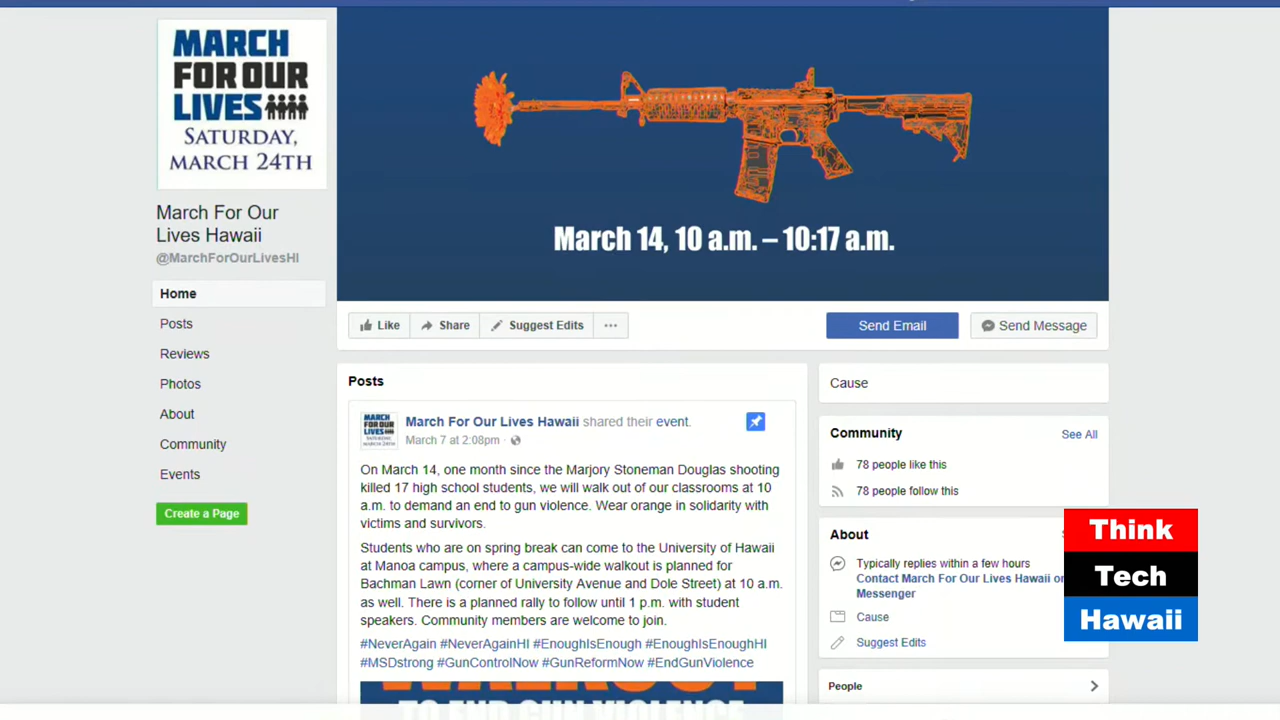 MARCH
FOR OUR
LIVES
SATURDAY,
MARCH 24TH
March For Our
Lives Hawaii
@MarchForOurLivesHI
Home
Posts
Reviews
Photos
About
Community
Events
Create a Page
March 14, 10 a.m. – 10:17 a.m.
Like
Share
Suggest Edits
Send Email
Send Message
Posts
March For Our Lives Hawaii shared their event.
March 7 at 2:08pm
On March 14, one month since the Marjory Stoneman Douglas shooting
killed 17 high school students, we will walk out of our classrooms at 10
a.m. to demand an end to gun violence. Wear orange in solidarity with
victims and survivors.
Students who are on spring break can come to the University of Hawaii
at Manoa campus, where a campus-wide walkout is planned for
Bachman Lawn (corner of University Avenue and Dole Street) at 10 a.m.
as well. There is a planned rally to follow until 1 p.m. with student
speakers. Community members are welcome to join.
#NeverAgain #NeverAgainHI #EnoughIsEnough #EnoughIsEnoughHI
#MSDstrong #GunControlNow #GunReformNow #EndGunViolence
WALKOUT
TO END GUN VIOLENCE
Cause
Community
See All
78 people like this
78 people follow this
About
Typically replies within a few hours
Contact March For Our Lives Hawaii on
Messenger
Cause
Suggest Edits
People
Think
Tech
Hawaii